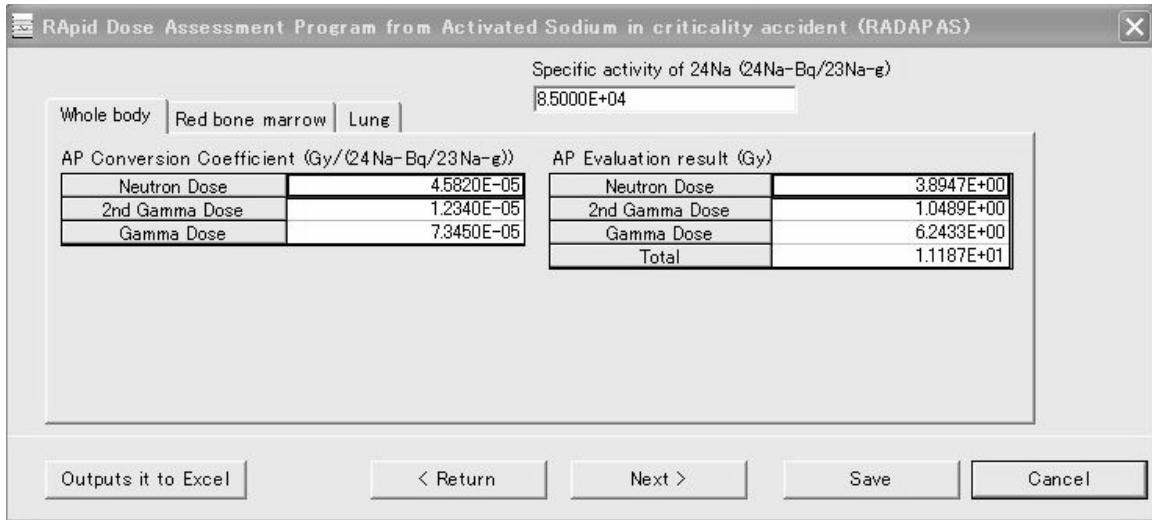 RApid Dose Assessment Program from Activated Sodium in criticality accident (RADAPAS)
Specific activity of 24Na (24Na-Bq/23Na-g)
8.5000E+04
Whole body Red bone marrow Lung
AP Conversion Coefficient (Gy/(24Na-Bq/23Na-g)) AP Evaluation result (Gy)
Neutron Dose 4.5820E-05 Neutron Dose 3.8947E+00
2nd Gamma Dose 1.2340E-05 2nd Gamma Dose 1.0489E+00
Gamma Dose 7.3450E-05 Gamma Dose 6.2433E+00
Total 1.1187E+01
Outputs it to Excel < Return Next > Save Cancel